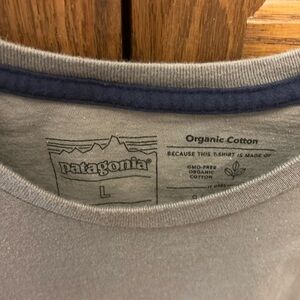 patagonia®
L
Organic Cotton
BECAUSE THIS T-SHIRT IS MADE OF
GMO-FREE
ORGANIC
COTTON